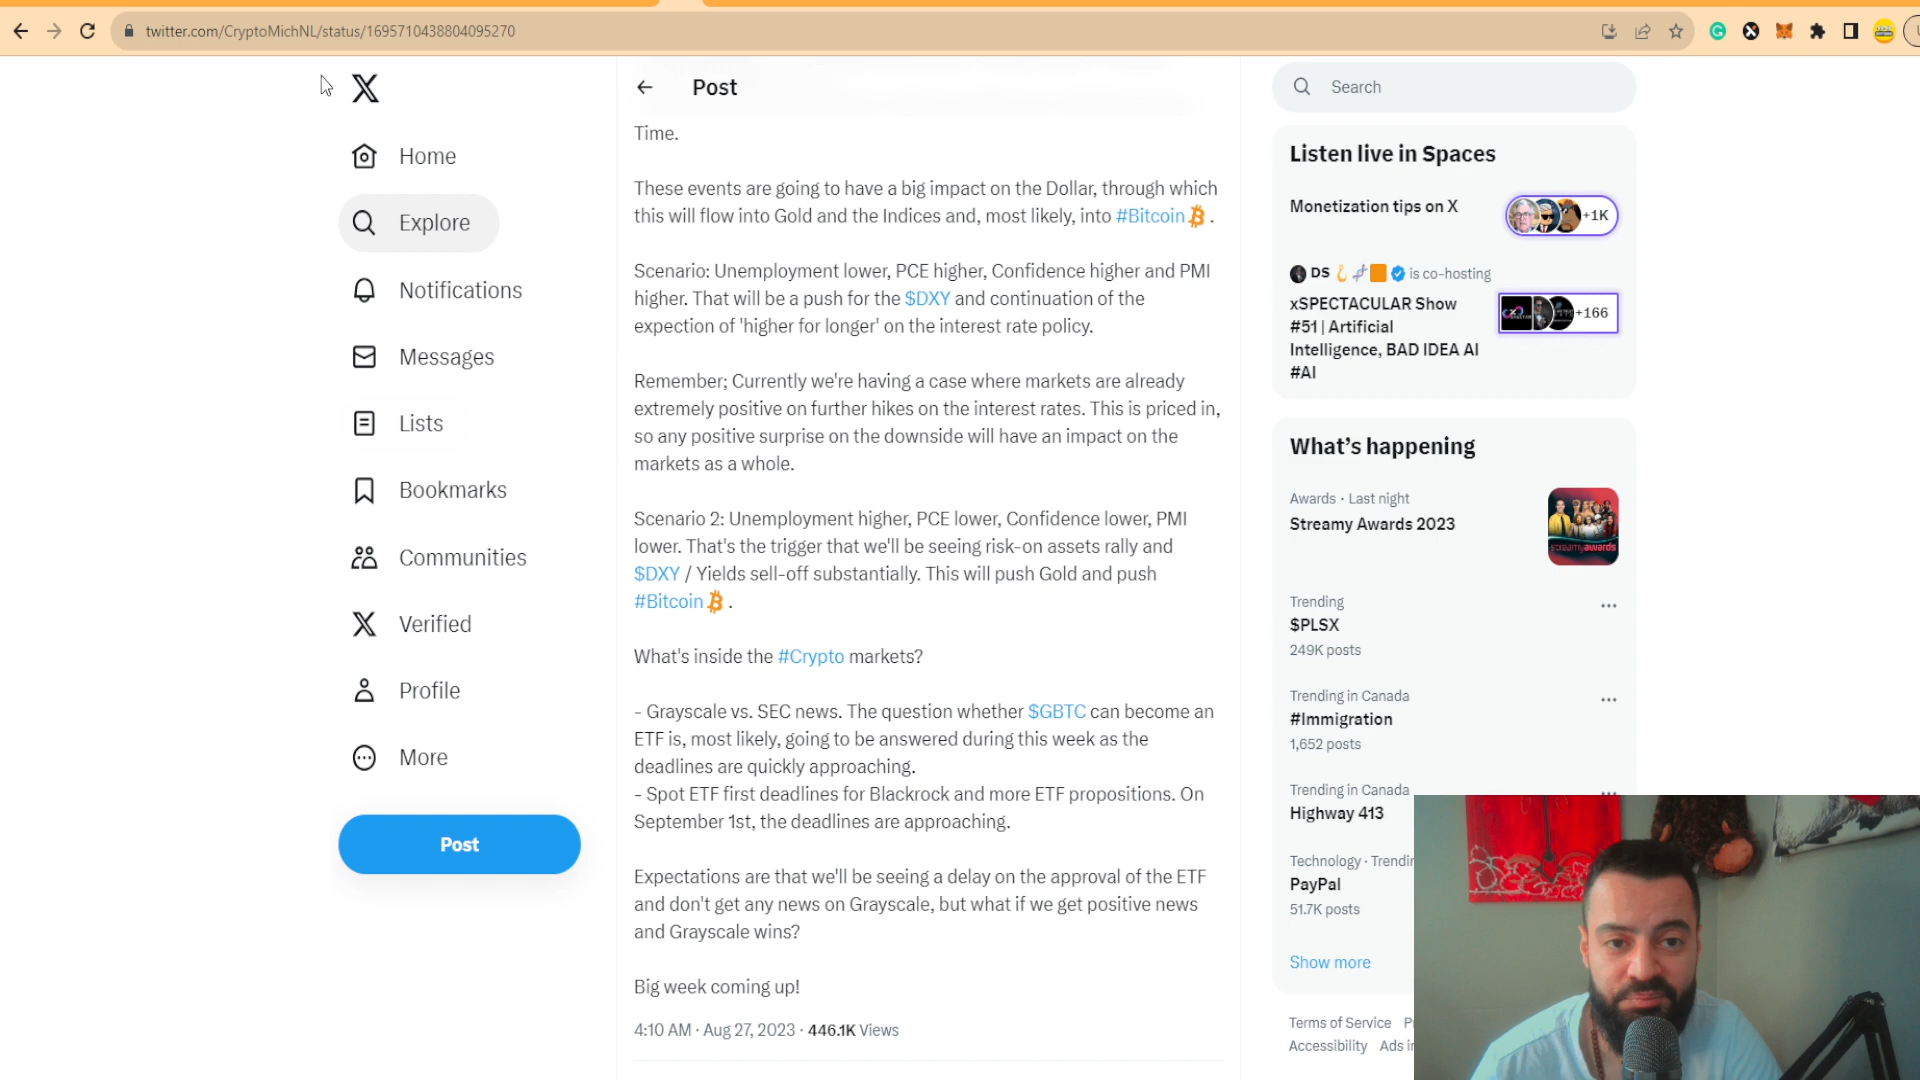 twitter.com/CryptoMichNL/status/1695710438804095270
Home
Explore
Notifications
Messages
Lists
Bookmarks
Communities
Verified
Profile
More
Post
Post
Time.
These events are going to have a big impact on the Dollar, through which
this will flow into Gold and the Indices and, most likely, into #Bitcoin .
Scenario: Unemployment lower, PCE higher, Confidence higher and PMI
higher. That will be a push for the $DXY and continuation of the
expection of 'higher for longer' on the interest rate policy.
Remember; Currently we're having a case where markets are already
extremely positive on further hikes on the interest rates. This is priced in,
so any positive surprise on the downside will have an impact on the
markets as a whole.
Scenario 2: Unemployment higher, PCE lower, Confidence lower, PMI
lower. That's the trigger that we'll be seeing risk-on assets rally and
$DXY / Yields sell-off substantially. This will push Gold and push
#Bitcoin .
What's inside the #Crypto markets?
- Grayscale vs. SEC news. The question whether $GBTC can become an
ETF is, most likely, going to be answered during this week as the
deadlines are quickly approaching.
- Spot ETF first deadlines for Blackrock and more ETF propositions. On
September 1st, the deadlines are approaching.
Expectations are that we'll be seeing a delay on the approval of the ETF
and don't get any news on Grayscale, but what if we get positive news
and Grayscale wins?
Big week coming up!
4:10 AM · Aug 27, 2023 · 446.1K Views
Search
Listen live in Spaces
Monetization tips on X
+1K
DS is co-hosting
xSPECTACULAR Show
#51 | Artificial
Intelligence, BAD IDEA AI
#AI
+166
What's happening
Awards · Last night
Streamy Awards 2023
streamyawards
Trending
$PLSX
249K posts
Trending in Canada
#Immigration
1,652 posts
Trending in Canada
Highway 413
Technology · Trendin
PayPal
51.7K posts
Show more
Terms of Service
Accessibility Ads in